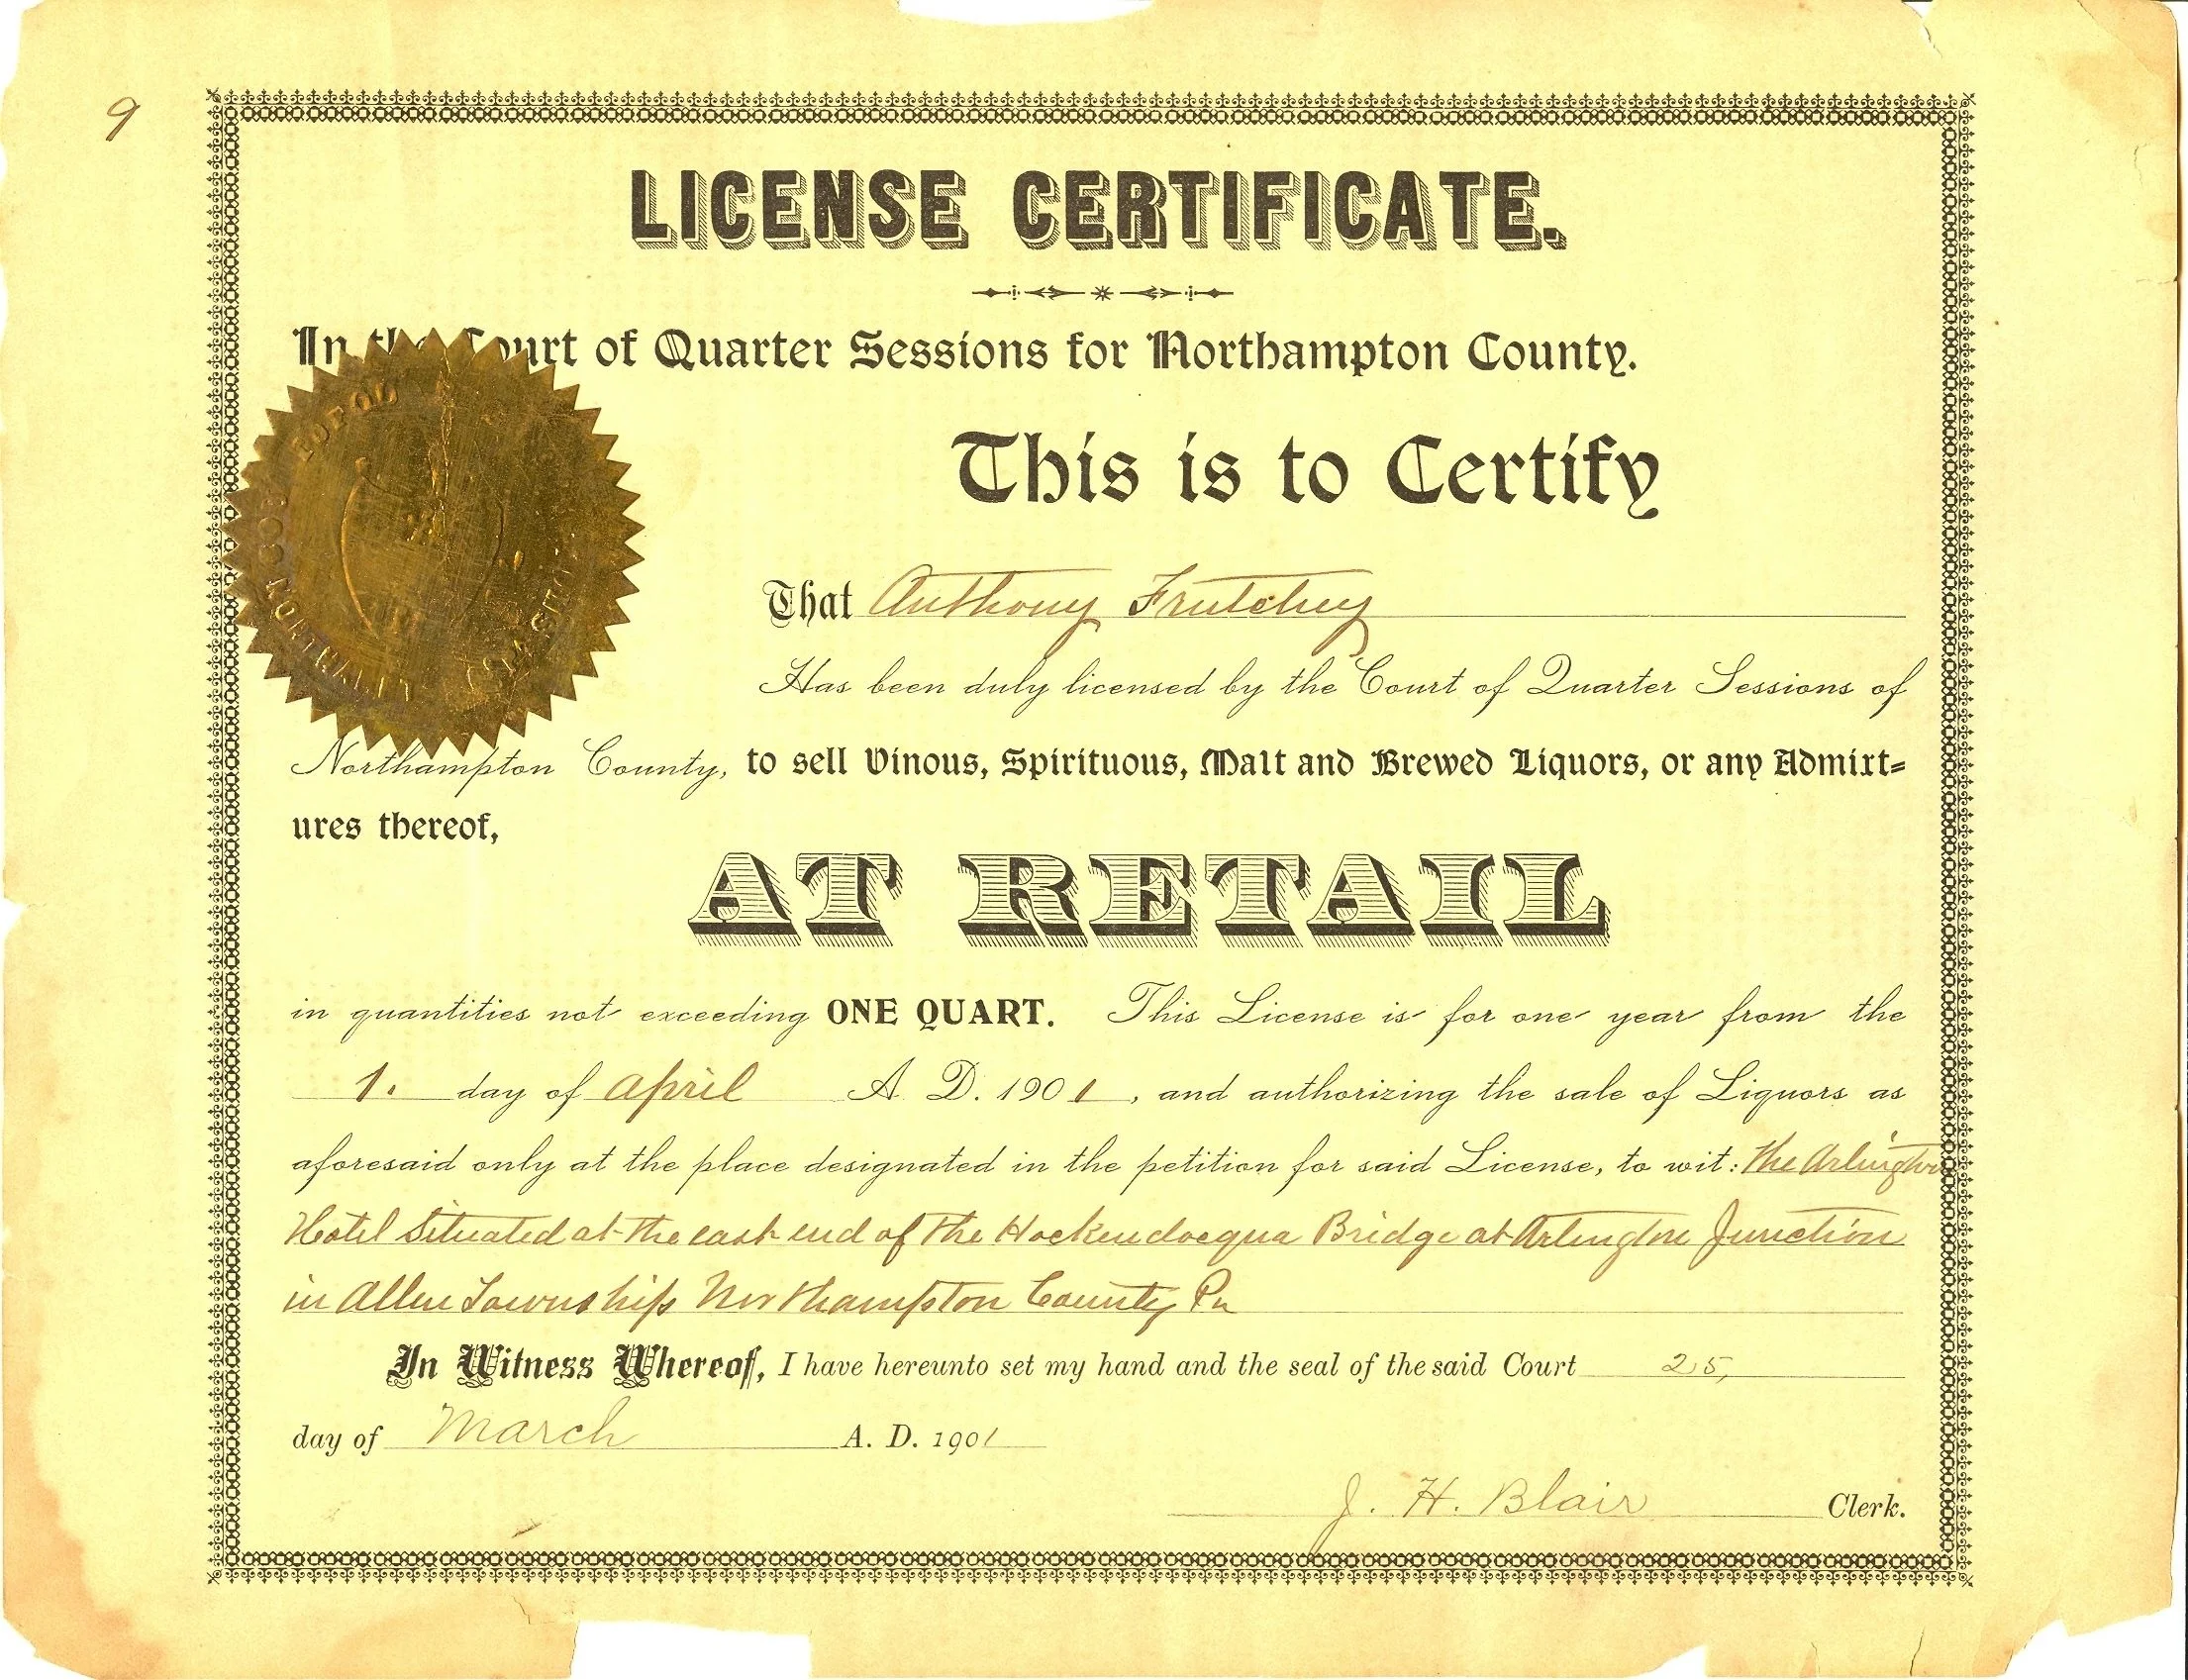 9
LICENSE CERTIFICATE.
In the Court of Quarter Sessions for Northampton County.
This is to Certify
That Anthony Frutchey
Has been duly licensed by the Court of Quarter Sessions of
Northampton County, to sell Vinous, Spirituous, Malt and Brewed Liquors, or any Admixt=
ures thereof,
AT RETAIL
in quantities not exceeding ONE QUART. This License is for one year from the
1. day of April A. D. 1901, and authorizing the sale of Liquors as
aforesaid only at the place designated in the petition for said License, to wit: The Arlington
Hotel Situated at the east end of the Hockendocqua Bridge at Arlington Junction
in Allen Township Northampton County Pa
In Witness Whereof, I have hereunto set my hand and the seal of the said Court 25,
day of March A. D. 1901
J. H. Blair Clerk.